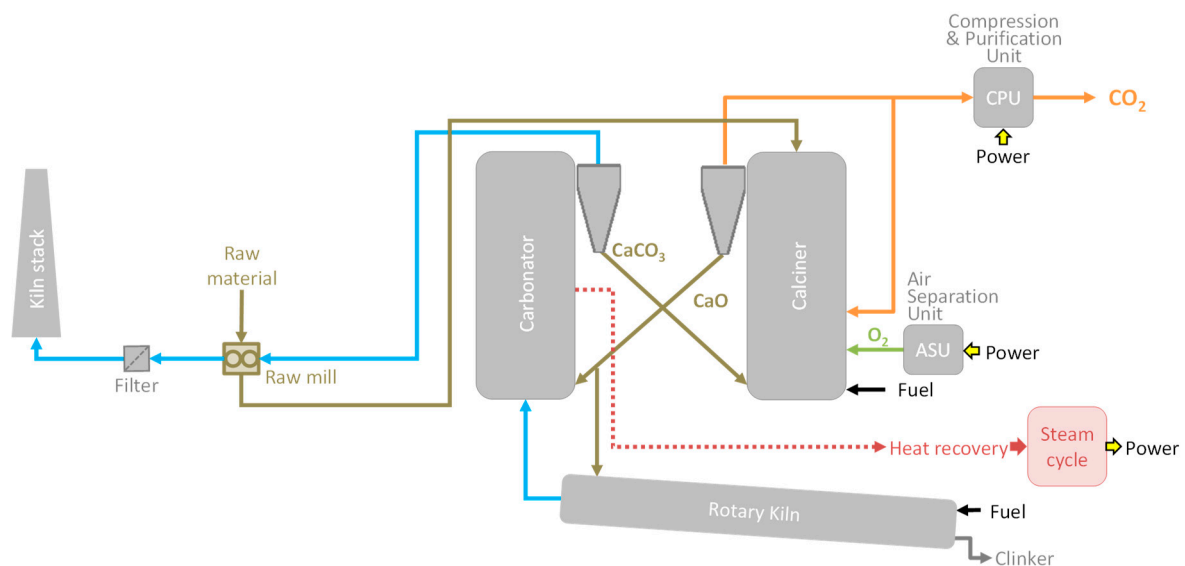 Compression
& Purification
Unit
CPU
CO₂
Power
Kiln stack
Raw
material
Filter
Raw mill
Carbonator
CaCO₃
CaO
Calciner
Air
Separation
Unit
O₂
ASU
Power
Fuel
Heat recovery
Steam
cycle
Power
Rotary Kiln
Fuel
Clinker